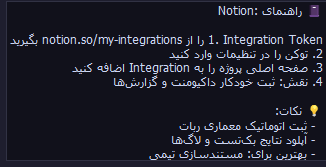 📓 راهنمای Notion:
1. Integration Token را از notion.so/my-integrations بگیرید
2. توکن را در تنظیمات وارد کنید
3. صفحه اصلی پروژه را به Integration اضافه کنید
4. نقش: ثبت خودکار داکیومنت و گزارش‌ها
💡 نکات:
- ثبت اتوماتیک معماری ربات
- آپلود نتایج بک‌تست و لاگ‌ها
- بهترین برای: مستندسازی تیمی